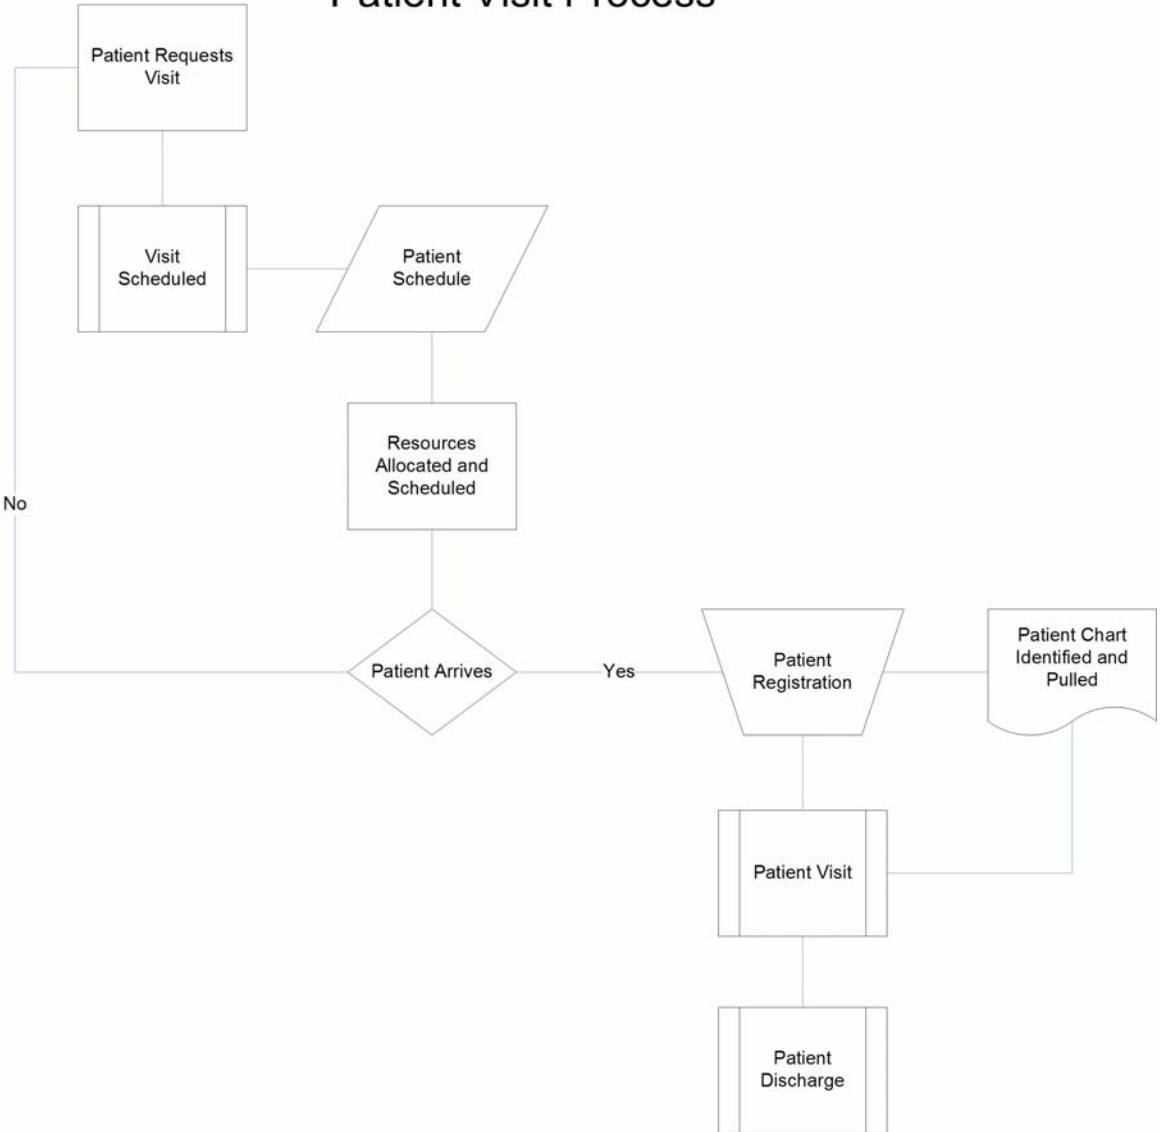 Patient Visit Process
Patient Requests
Visit
Visit
Scheduled
Patient
Schedule
Resources
Allocated and
Scheduled
No
Patient Arrives
Yes
Patient
Registration
Patient Chart
Identified and
Pulled
Patient Visit
Patient
Discharge